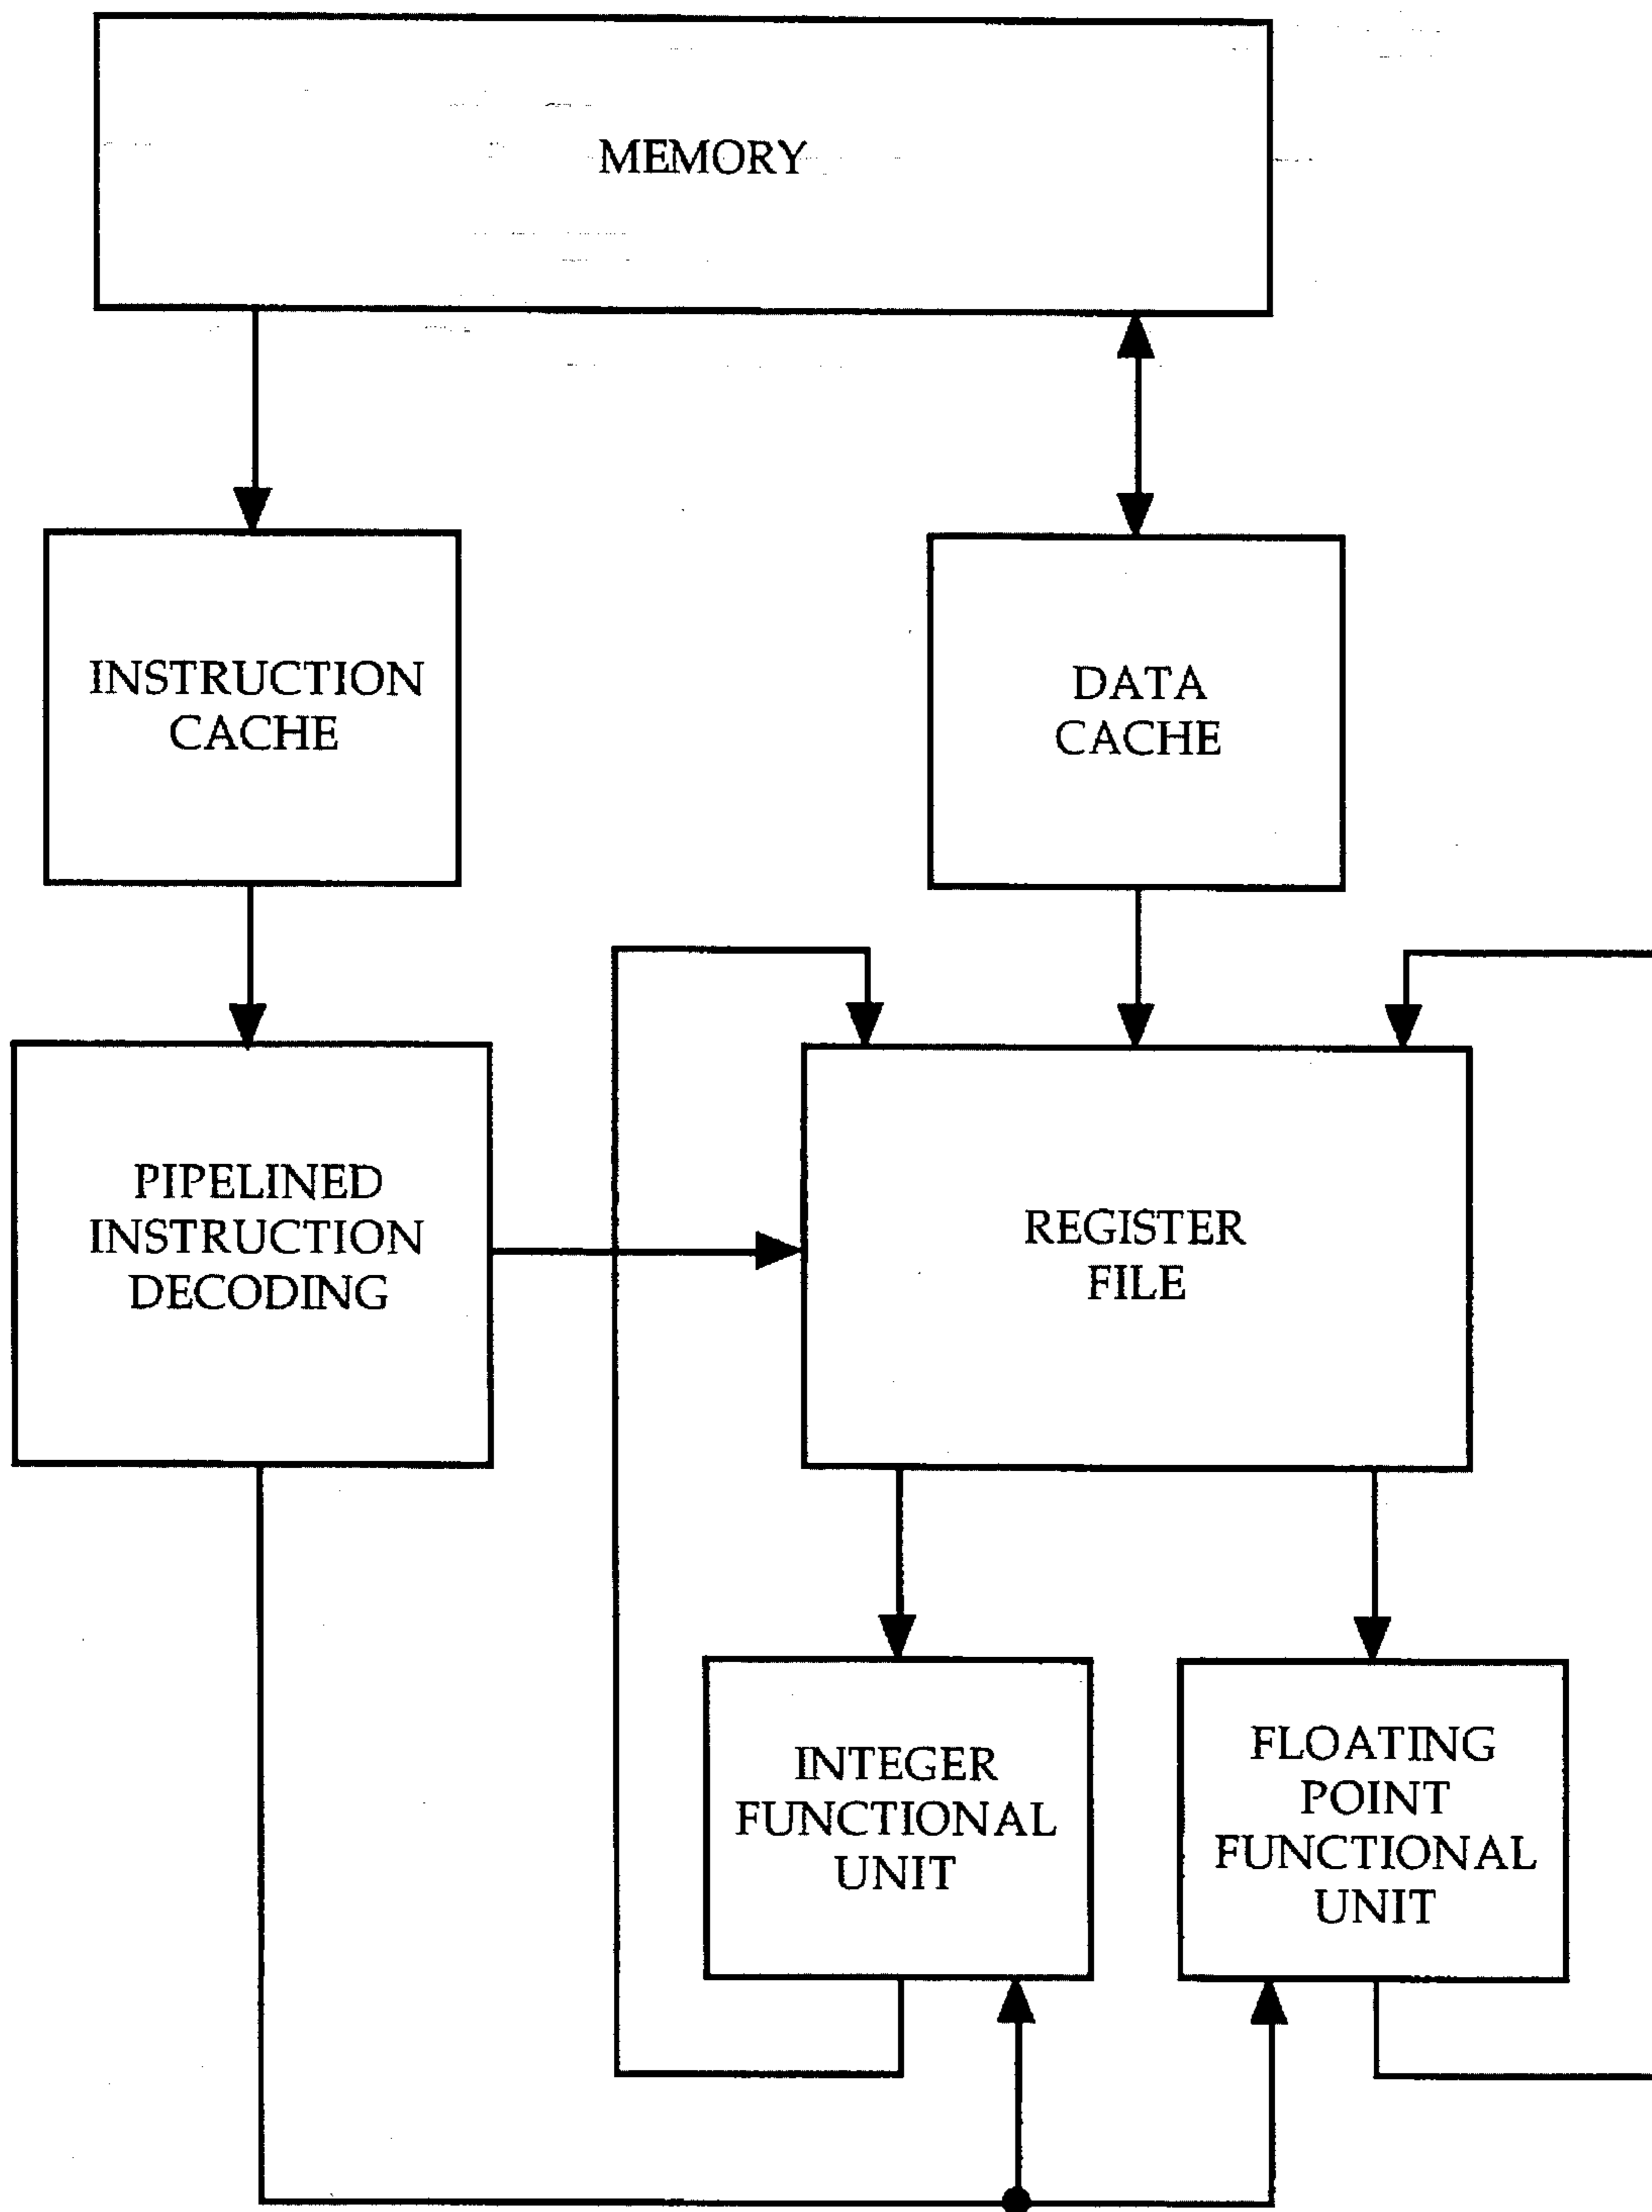 MEMORY
INSTRUCTION
CACHE
DATA
CACHE
PIPELINED
INSTRUCTION
DECODING
REGISTER
FILE
INTEGER
FUNCTIONAL
UNIT
FLOATING
POINT
FUNCTIONAL
UNIT